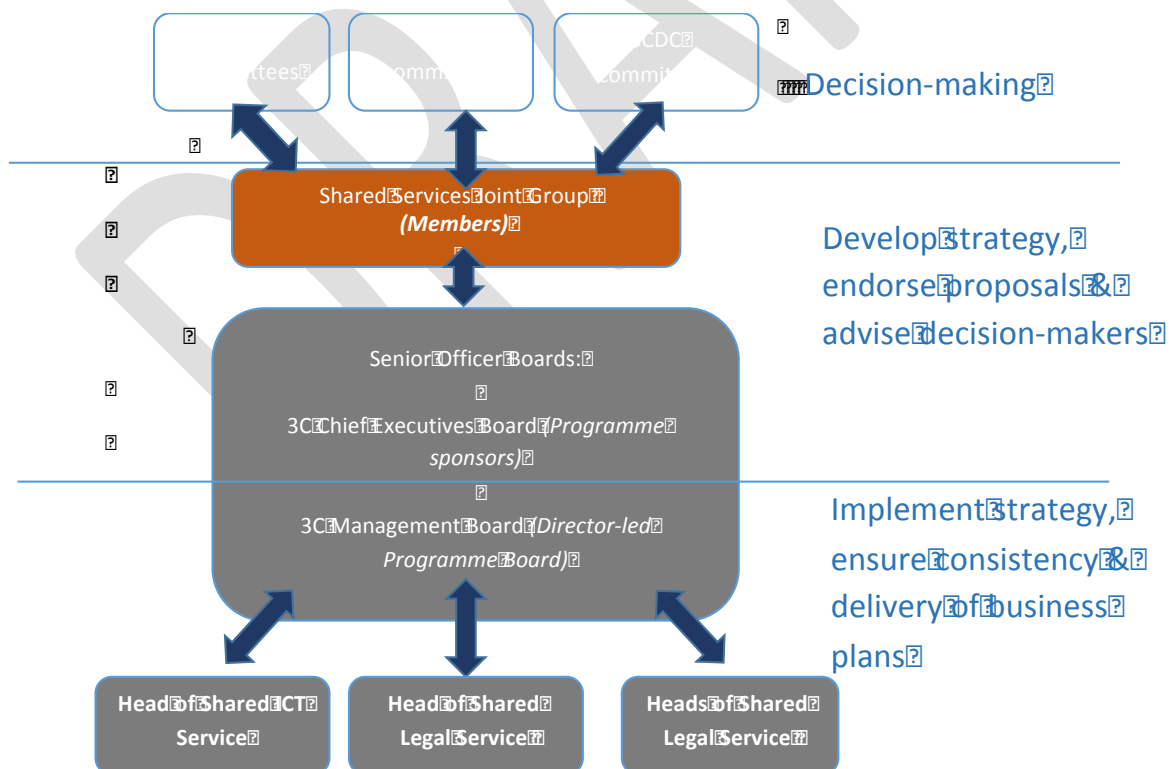 Decision-making
Shared Services Joint Group
(Members)
Develop strategy,
endorse proposals &
advise decision-makers
Senior Officer Boards:
3C Chief Executives Board (Programme
sponsors)
3C Management Board (Director-led
Programme Board)
Implement strategy,
ensure consistency &
delivery of business
plans
Head of Shared ICT
Service
Head of Shared
Legal Service
Heads of Shared
Legal Service